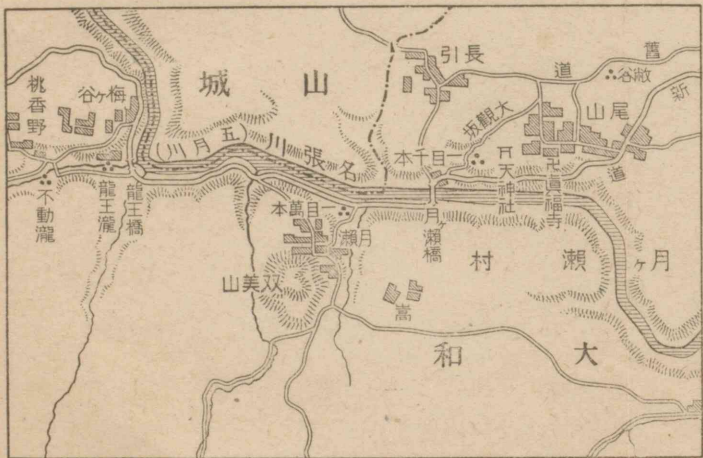 山城
大和
月ヶ瀬村
舊道
新道
長引
尾山
大観坂
一目千本
天神社
眞福寺
月ヶ瀬橋
名張川(五月川)
一目萬本
月瀬
双美山
嵩
梅ヶ谷
桃香野
龍王橋
龍王瀧
不動瀧